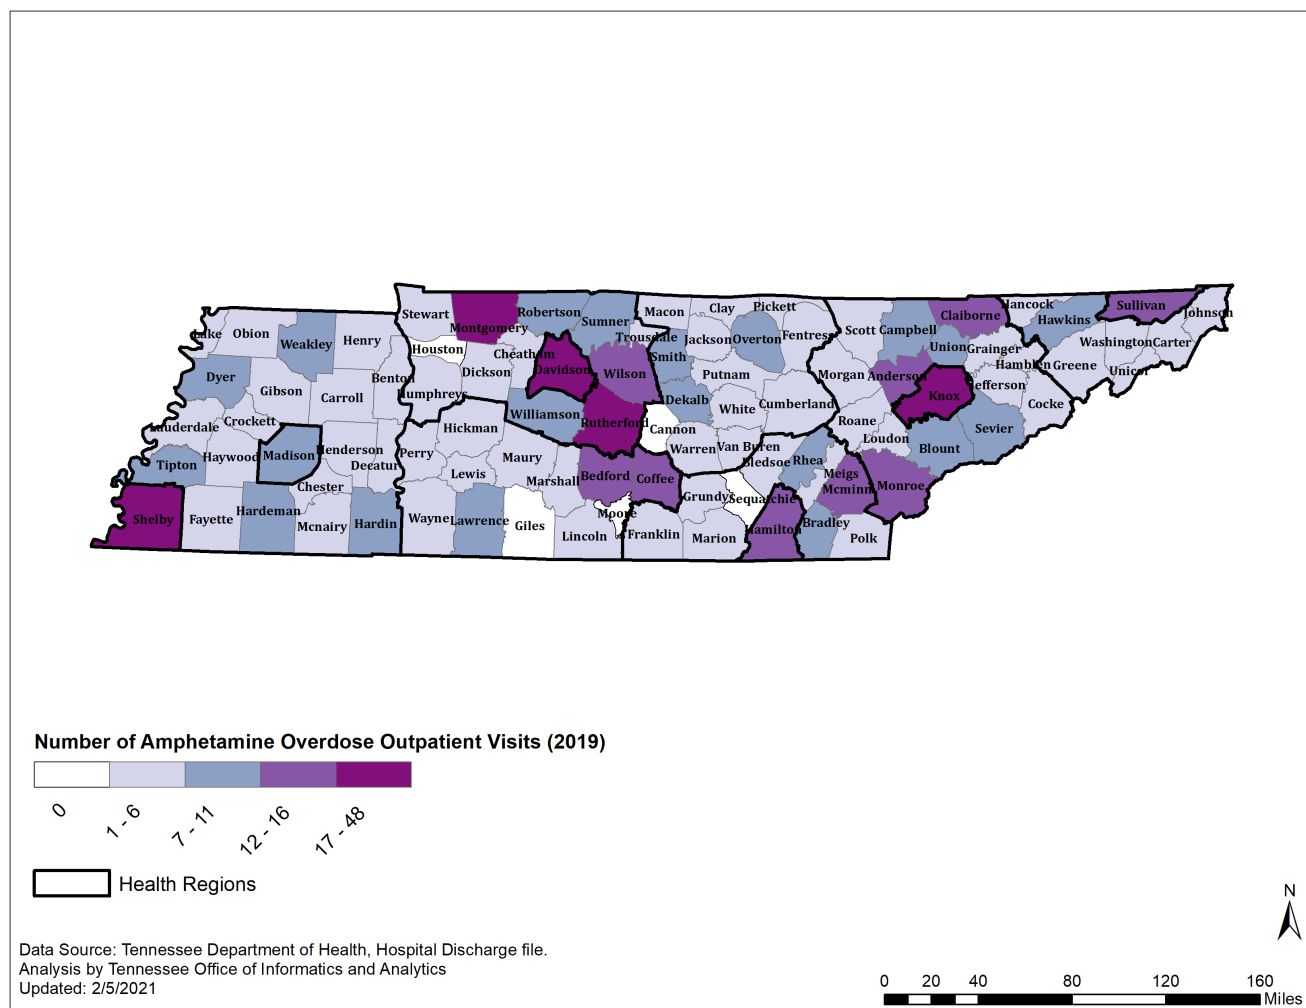 Stewart
Montgomery
Robertson
Sumner
Macon
Clay
Pickett
Hancock
Claiborne
Sullivan
Johnson
Lake
Obion
Weakley
Henry
Houston
Cheatham
Trousdale
Jackson
Overton
Fentress
Scott
Campbell
Union
Hawkins
Washington
Carter
Grainger
Hamblen
Greene
Unicoi
Dyer
Gibson
Carroll
Benton
Humphreys
Dickson
Davidson
Wilson
Smith
Putnam
Morgan
Anderson
Knox
Jefferson
Cocke
Lauderdale
Crockett
Williamson
Rutherford
Dekalb
White
Cumberland
Roane
Loudon
Sevier
Tipton
Haywood
Madison
Henderson
Decatur
Perry
Hickman
Maury
Cannon
Warren
Van Buren
Bledsoe
Rhea
Blount
Chester
Lewis
Marshall
Bedford
Coffee
Meigs
Mcminn
Monroe
Shelby
Fayette
Hardeman
Mcnairy
Hardin
Wayne
Lawrence
Giles
Moore
Lincoln
Grundy
Sequatchie
Franklin
Marion
Hamilton
Bradley
Polk
Number of Amphetamine Overdose Outpatient Visits (2019)
0
1 - 6
7 - 11
12 - 16
17 - 48
Health Regions
N
Data Source: Tennessee Department of Health, Hospital Discharge file.
Analysis by Tennessee Office of Informatics and Analytics
Updated: 2/5/2021
0 20 40 80 120 160
Miles